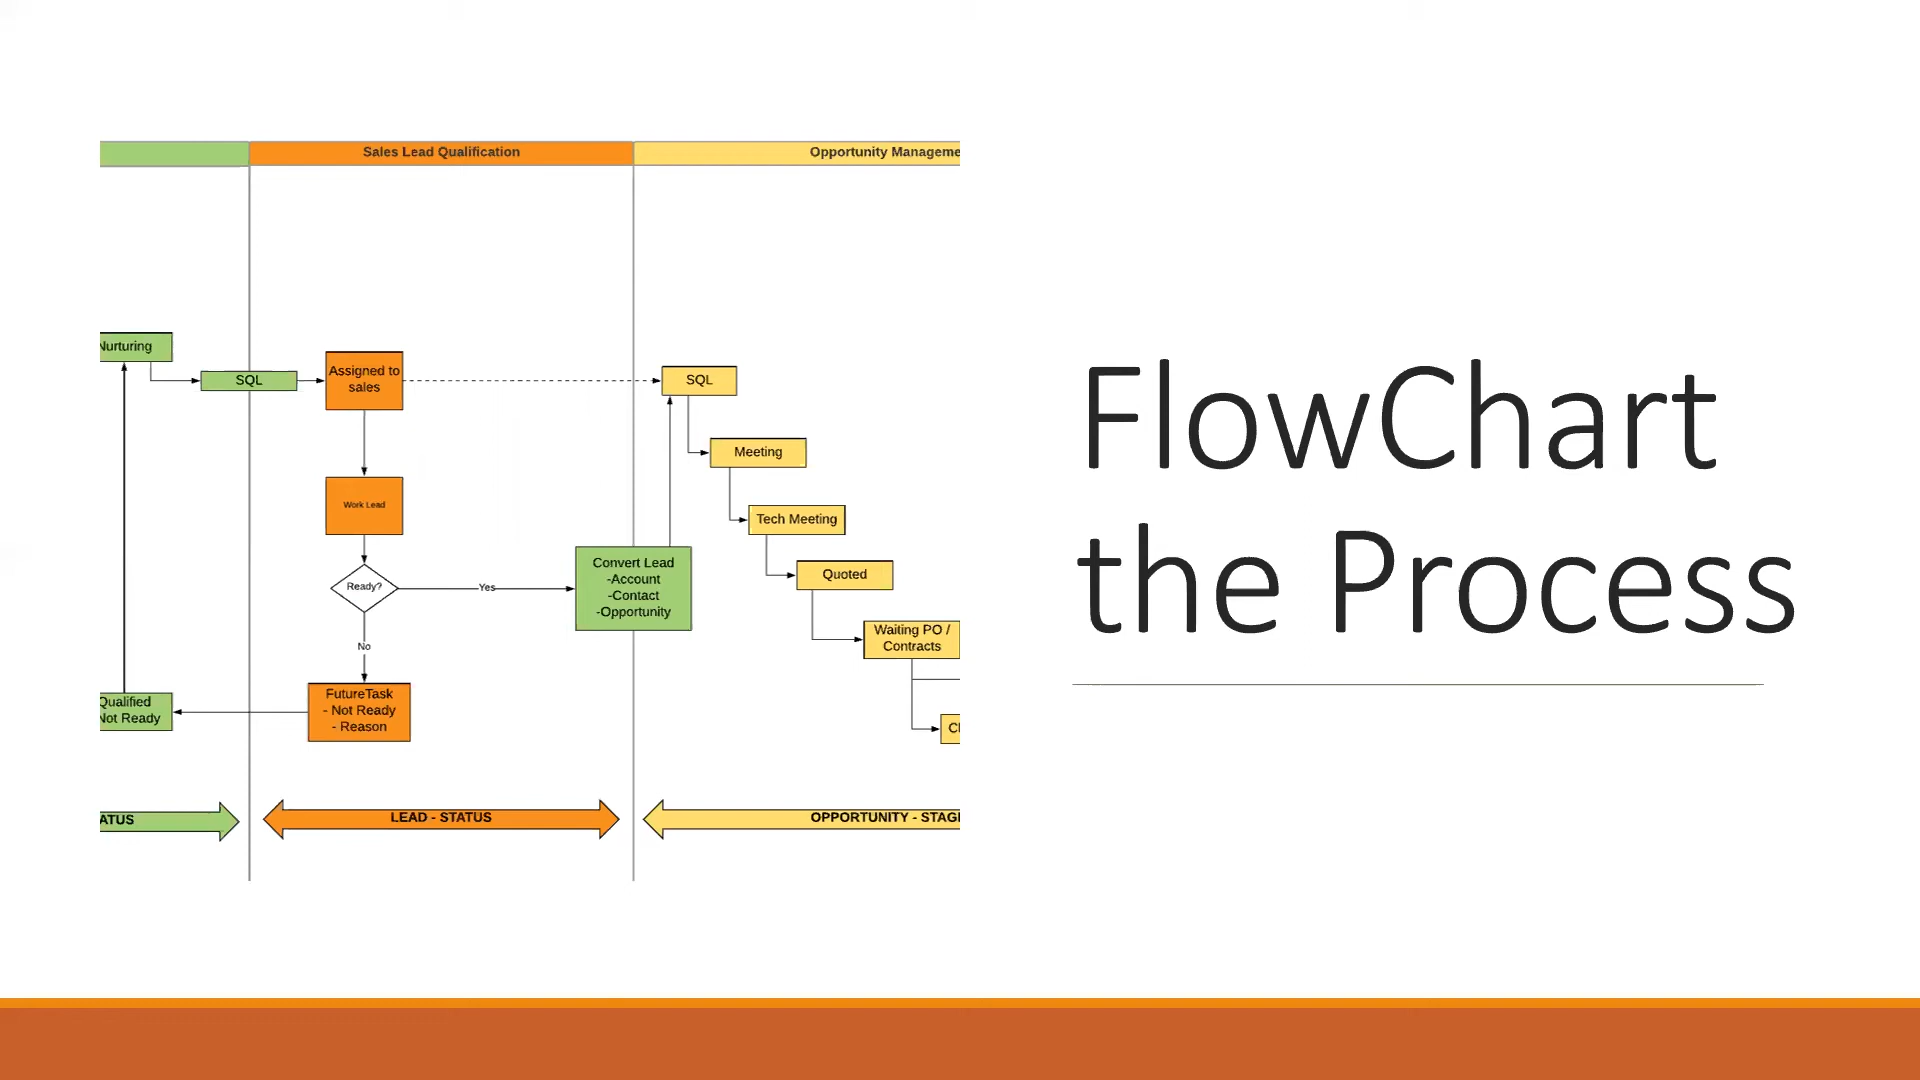 Sales Lead Qualification
Opportunity Manageme
Nurturing
SQL
Assigned to
sales
SQL
Meeting
Work Lead
Tech Meeting
Ready?
Yes
Convert Lead
-Account
-Contact
-Opportunity
Quoted
Waiting PO /
Contracts
No
FutureTask
- Not Ready
- Reason
Qualified
Not Ready
Cl
ATUS
LEAD - STATUS
OPPORTUNITY - STAG
FlowChart
the Process